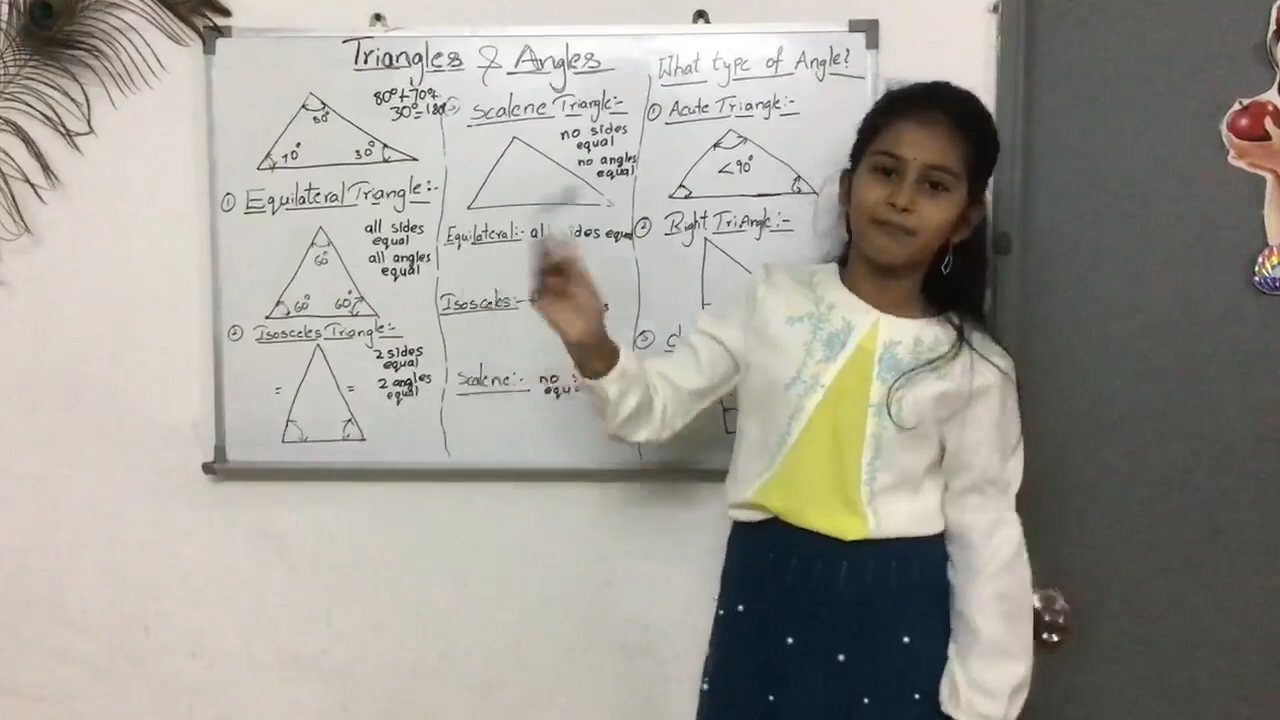 Triangles & Angles
80° + 70° +
30° = 180°
80°
70°
30°
① Equilateral Triangle:-
all sides
equal
all angles
equal
60°
60°
60°
② Isosceles Triangle:-
2 sides
equal
2 angles
equal
=
=
Scalene Triangle:-
no sides
equal
no angles
equal
Equilateral:- sides equal
Isosceles:-
Scalene:- no
What type of Angle?
① Acute Triangle:-
<90°
② Right TriAngle:-
③